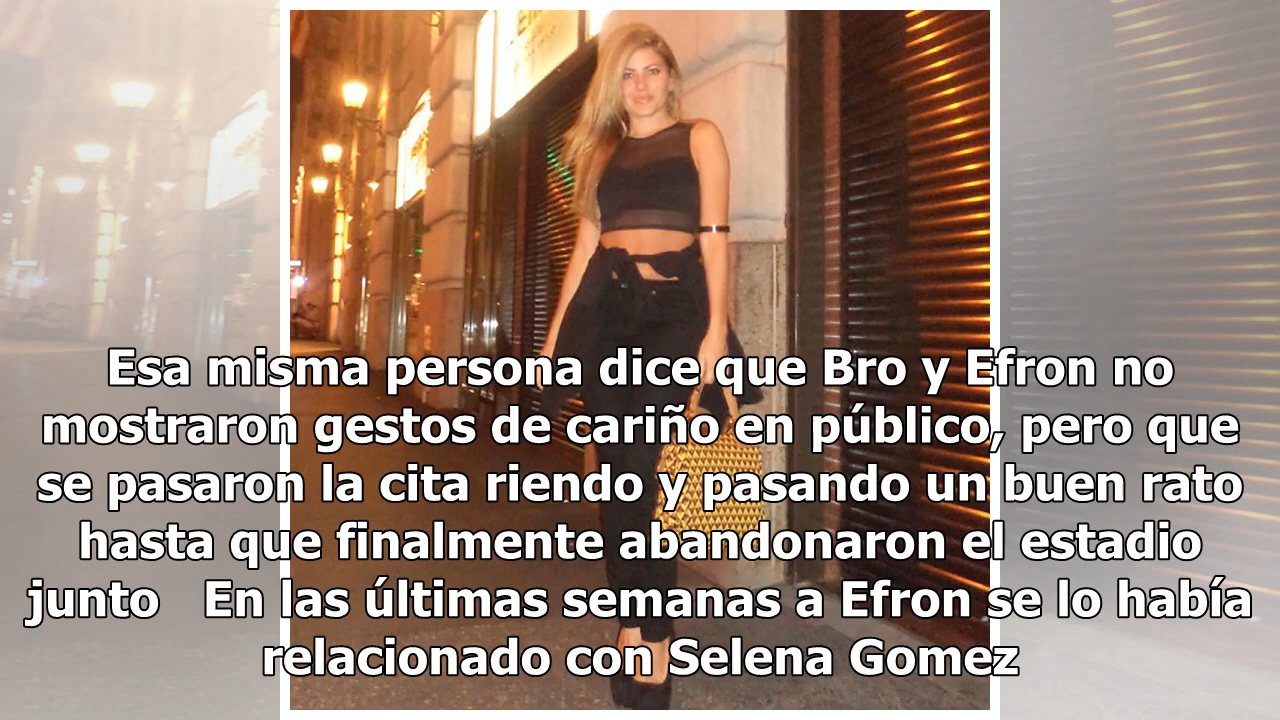 Esa misma persona dice que Bro y Efron no
mostraron gestos de cariño en público, pero que
se pasaron la cita riendo y pasando un buen rato
hasta que finalmente abandonaron el estadio
junto   En las últimas semanas a Efron se lo había
relacionado con Selena Gomez